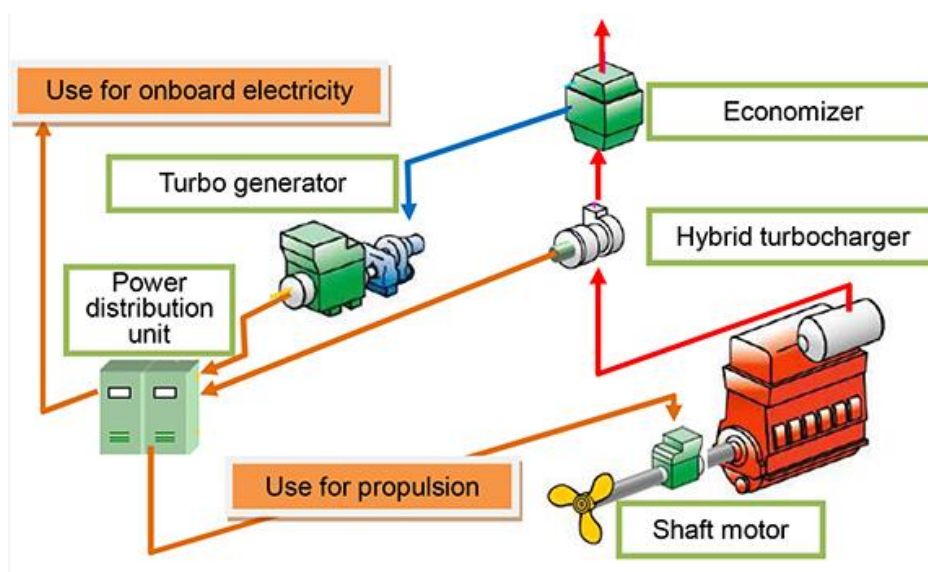 Use for onboard electricity
Economizer
Turbo generator
Hybrid turbocharger
Power
distribution
unit
Use for propulsion
Shaft motor